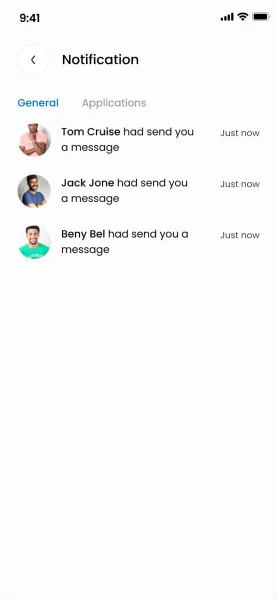 9:41
Notification
General Applications
Tom Cruise had send you Just now
a message
Jack Jone had send you Just now
a message
Beny Bel had send you a Just now
message